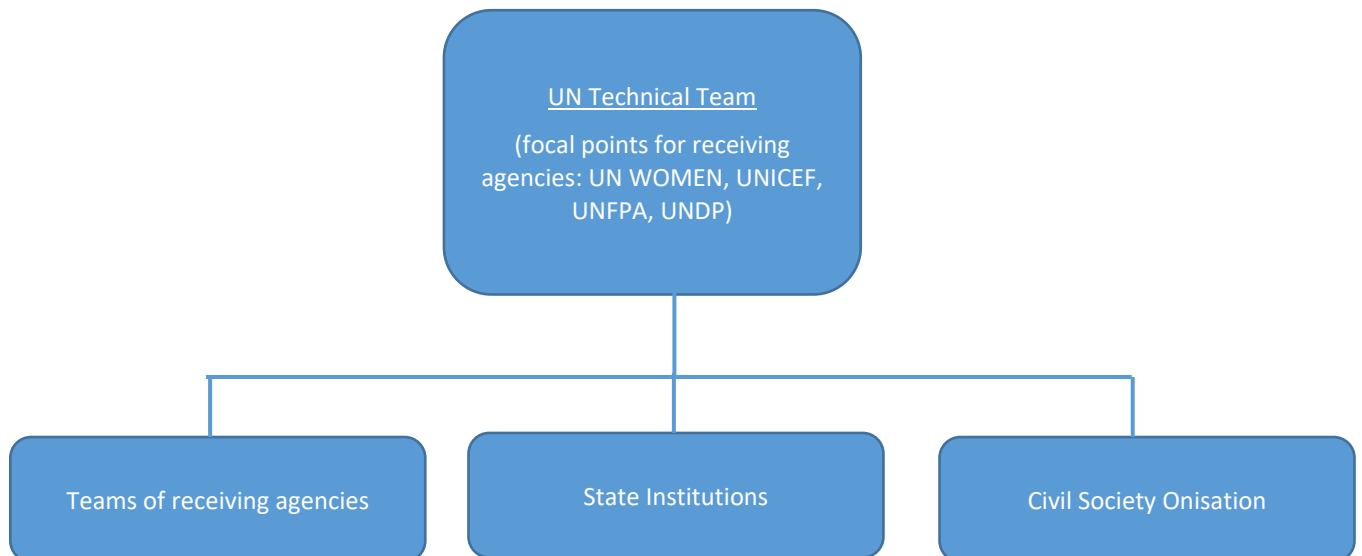 UN Technical Team
(focal points for receiving
agencies: UN WOMEN, UNICEF,
UNFPA, UNDP)
Teams of receiving agencies
State Institutions
Civil Society Onisation